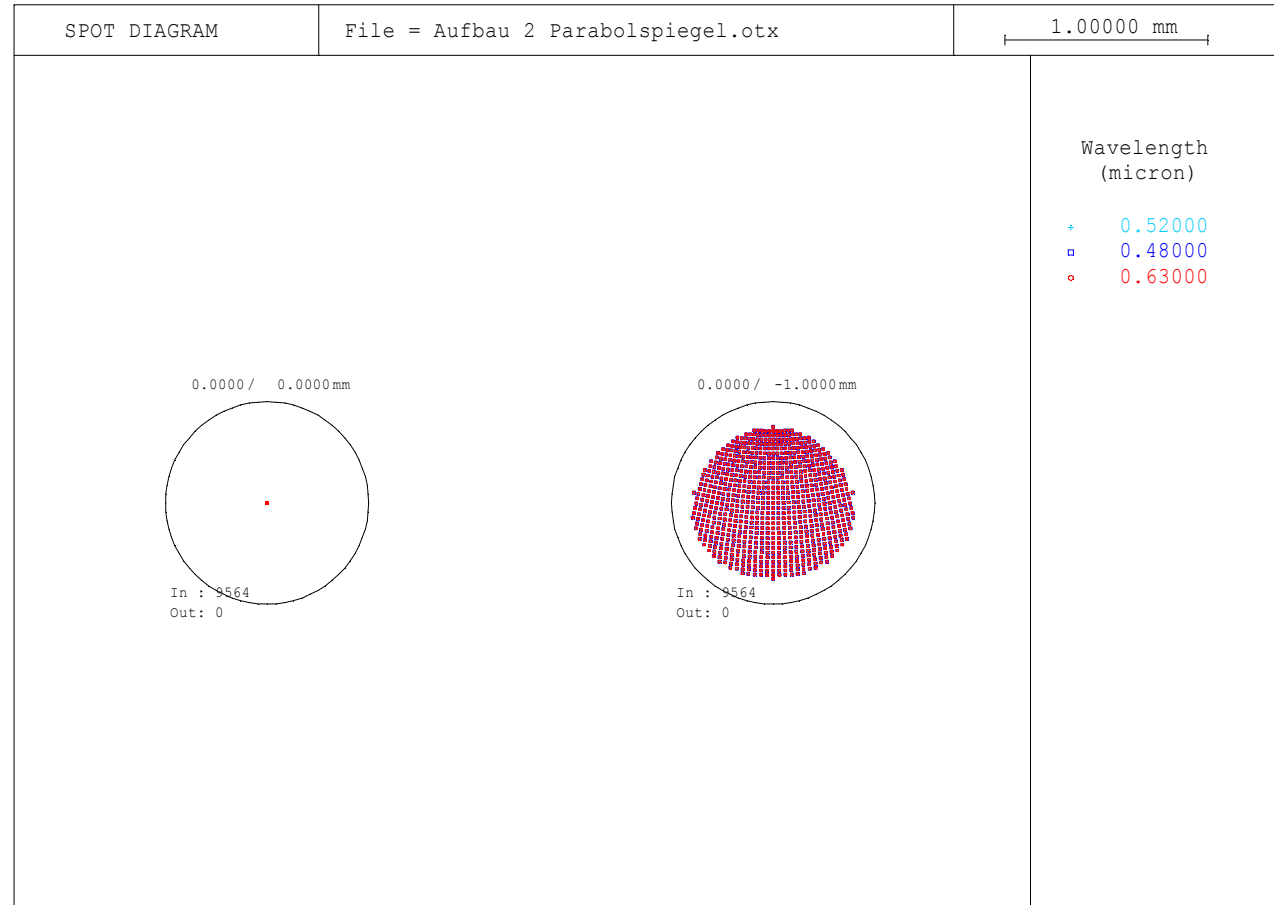 SPOT DIAGRAM
File = Aufbau 2 Parabolspiegel.otx
1.00000 mm
Wavelength
(micron)
+ 0.52000
0.48000
0.63000
0.0000/ 0.0000mm
In : 9564
Out: 0
0.0000/ -1.0000mm
In : 9564
Out: 0